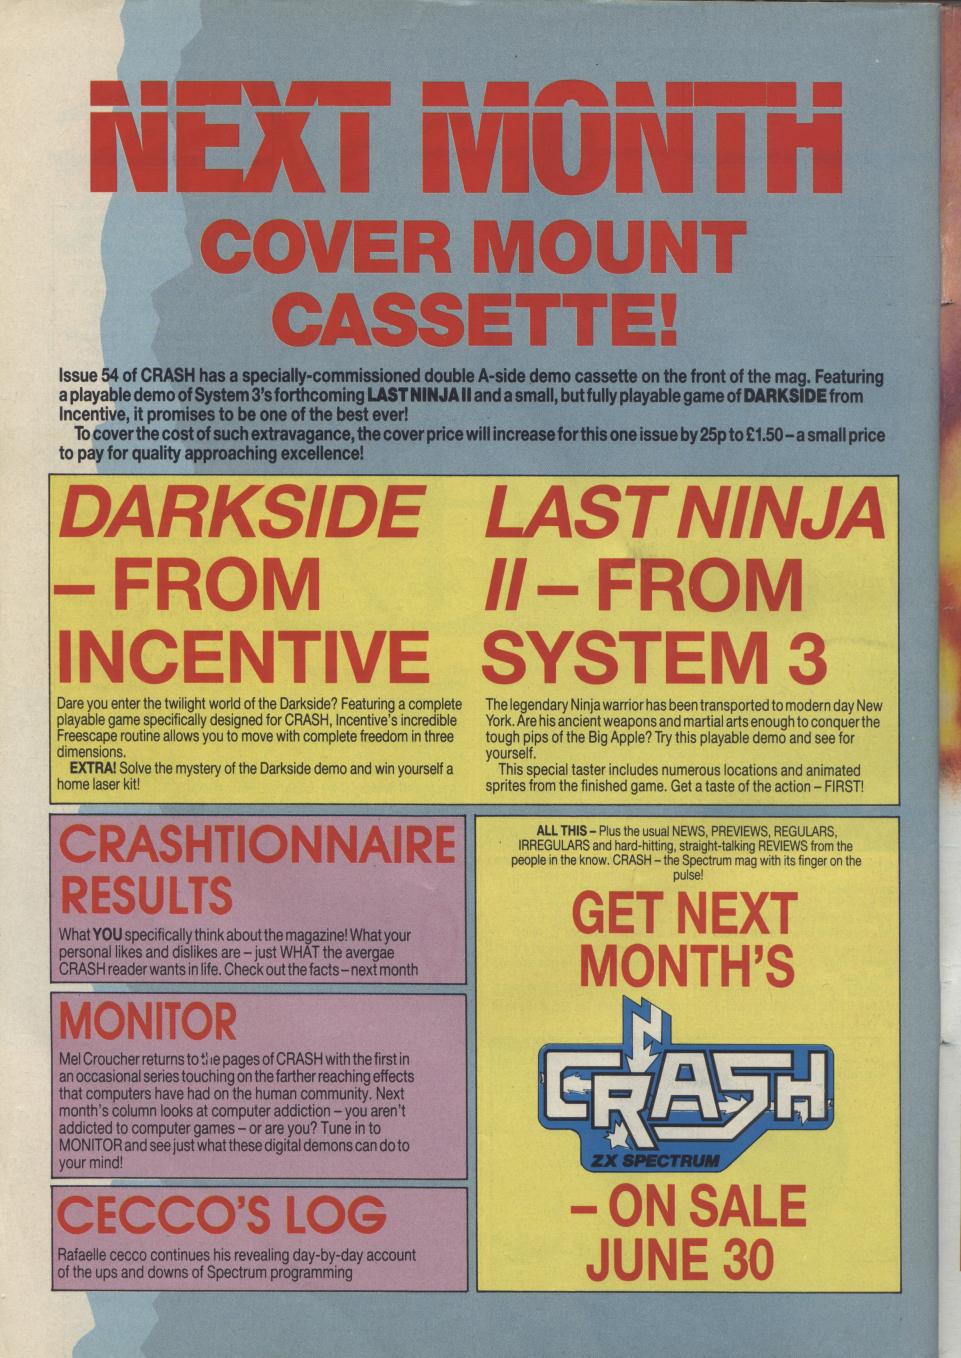 NEXT MONTH
COVER MOUNT
CASSETTE!
Issue 54 of CRASH has a specially-commissioned double A-side demo cassette on the front of the mag. Featuring
a playable demo of System 3's forthcoming LAST NINJA II and a small, but fully playable game of DARKSIDE from
Incentive, it promises to be one of the best ever!
To cover the cost of such extravagance, the cover price will increase for this one issue by 25p to £1.50 – a small price
to pay for quality approaching excellence!
DARKSIDE
– FROM
INCENTIVE
Dare you enter the twilight world of the Darkside? Featuring a complete
playable game specifically designed for CRASH, Incentive's incredible
Freescape routine allows you to move with complete freedom in three
dimensions.
EXTRA! Solve the mystery of the Darkside demo and win yourself a
home laser kit!
LAST NINJA
II – FROM
SYSTEM 3
The legendary Ninja warrior has been transported to modern day New
York. Are his ancient weapons and martial arts enough to conquer the
tough pips of the Big Apple? Try this playable demo and see for
yourself.
This special taster includes numerous locations and animated
sprites from the finished game. Get a taste of the action – FIRST!
CRASHTIONNAIRE
RESULTS
What YOU specifically think about the magazine! What your
personal likes and dislikes are – just WHAT the avergae
CRASH reader wants in life. Check out the facts – next month
MONITOR
Mel Croucher returns to the pages of CRASH with the first in
an occasional series touching on the farther reaching effects
that computers have had on the human community. Next
month's column looks at computer addiction – you aren't
addicted to computer games – or are you? Tune in to
MONITOR and see just what these digital demons can do to
your mind!
CECCO'S LOG
Rafaelle cecco continues his revealing day-by-day account
of the ups and downs of Spectrum programming
ALL THIS – Plus the usual NEWS, PREVIEWS, REGULARS,
IRREGULARS and hard-hitting, straight-talking REVIEWS from the
people in the know. CRASH – the Spectrum mag with its finger on the
pulse!
GET NEXT
MONTH'S
CRASH
ZX SPECTRUM
– ON SALE
JUNE 30